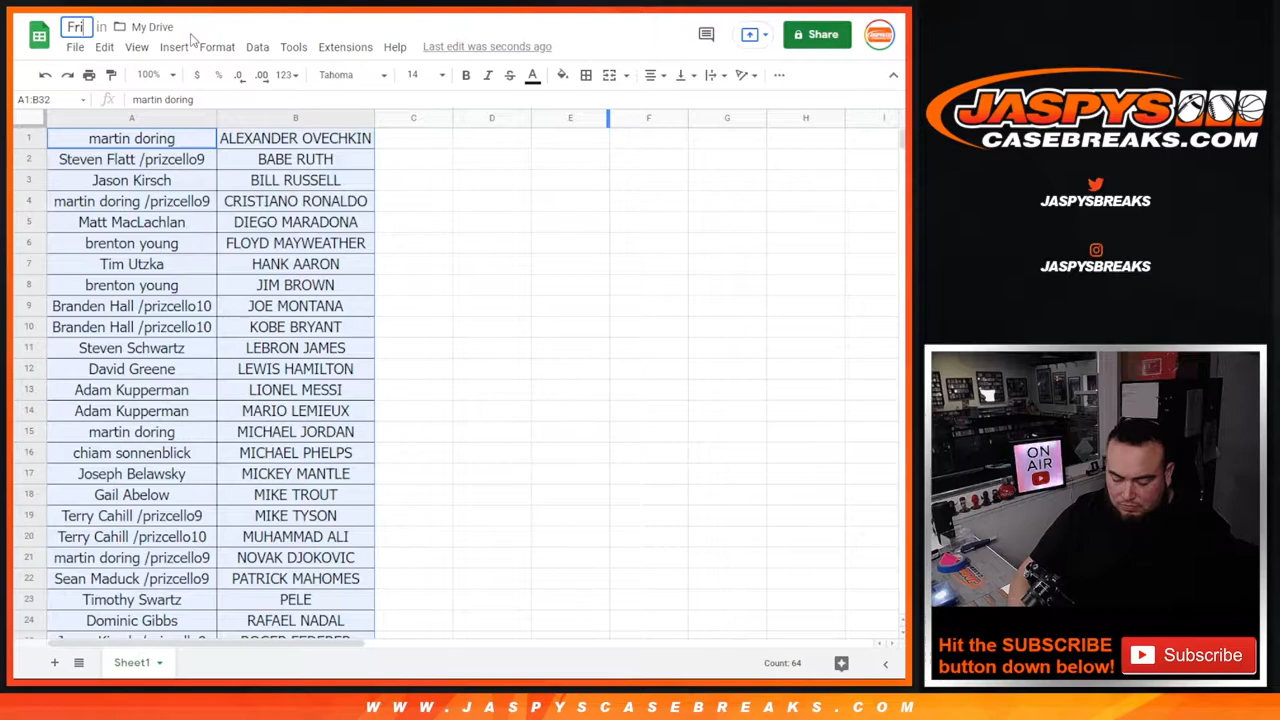 Fri in My Drive
File Edit View Insert Format Data Tools Extensions Help Last edit was seconds ago
Share
100% $ % .0 .00 123 Tahoma 14 B I S A
A1:B32 fx martin doring
A B C D E F G H I
1 martin doring ALEXANDER OVECHKIN
2 Steven Flatt /prizcello9 BABE RUTH
3 Jason Kirsch BILL RUSSELL
4 martin doring /prizcello9 CRISTIANO RONALDO
5 Matt MacLachlan DIEGO MARADONA
6 brenton young FLOYD MAYWEATHER
7 Tim Utzka HANK AARON
8 brenton young JIM BROWN
9 Branden Hall /prizcello10 JOE MONTANA
10 Branden Hall /prizcello10 KOBE BRYANT
11 Steven Schwartz LEBRON JAMES
12 David Greene LEWIS HAMILTON
13 Adam Kupperman LIONEL MESSI
14 Adam Kupperman MARIO LEMIEUX
15 martin doring MICHAEL JORDAN
16 chiam sonnenblick MICHAEL PHELPS
17 Joseph Belawsky MICKEY MANTLE
18 Gail Abelow MIKE TROUT
19 Terry Cahill /prizcello9 MIKE TYSON
20 Terry Cahill /prizcello10 MUHAMMAD ALI
21 martin doring /prizcello9 NOVAK DJOKOVIC
22 Sean Maduck /prizcello9 PATRICK MAHOMES
23 Timothy Swartz PELE
24 Dominic Gibbs RAFAEL NADAL
ROGER FEDERER
Sheet1 Count: 64
JASPYS
CASEBREAKS.COM
JASPYSBREAKS
JASPYSBREAKS
ON
AIR
Hit the SUBSCRIBE
button down below!
Subscribe
WWW.JASPYSCASEBREAKS.COM